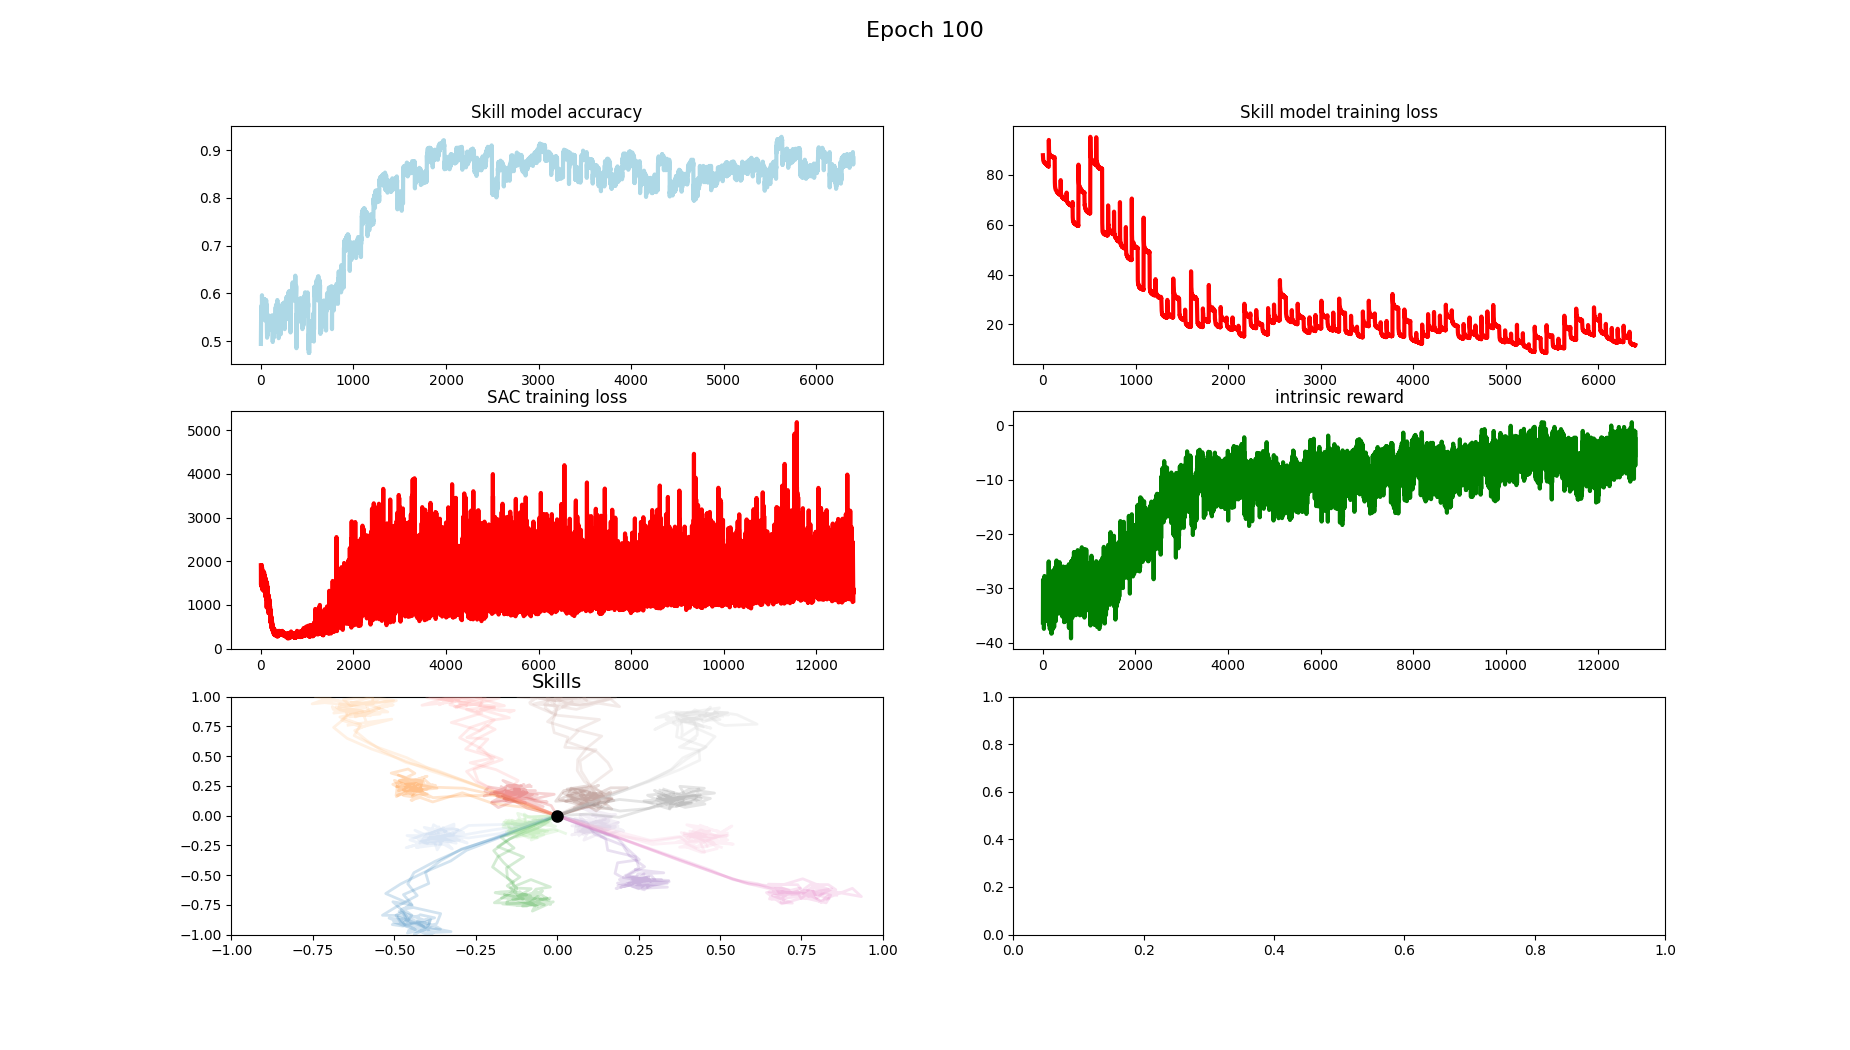 Epoch 100
Skill model accuracy
0.9
0.8
0.7
0.6
0.5
0 1000 2000 3000 4000 5000 6000
Skill model training loss
80
60
40
20
0 1000 2000 3000 4000 5000 6000
SAC training loss
5000
4000
3000
2000
1000
0
0 2000 4000 6000 8000 10000 12000
intrinsic reward
0
−10
−20
−30
−40
0 2000 4000 6000 8000 10000 12000
Skills
1.00
0.75
0.50
0.25
0.00
−0.25
−0.50
−0.75
−1.00
−1.00 −0.75 −0.50 −0.25 0.00 0.25 0.50 0.75 1.00
1.0
0.8
0.6
0.4
0.2
0.0
0.0 0.2 0.4 0.6 0.8 1.0